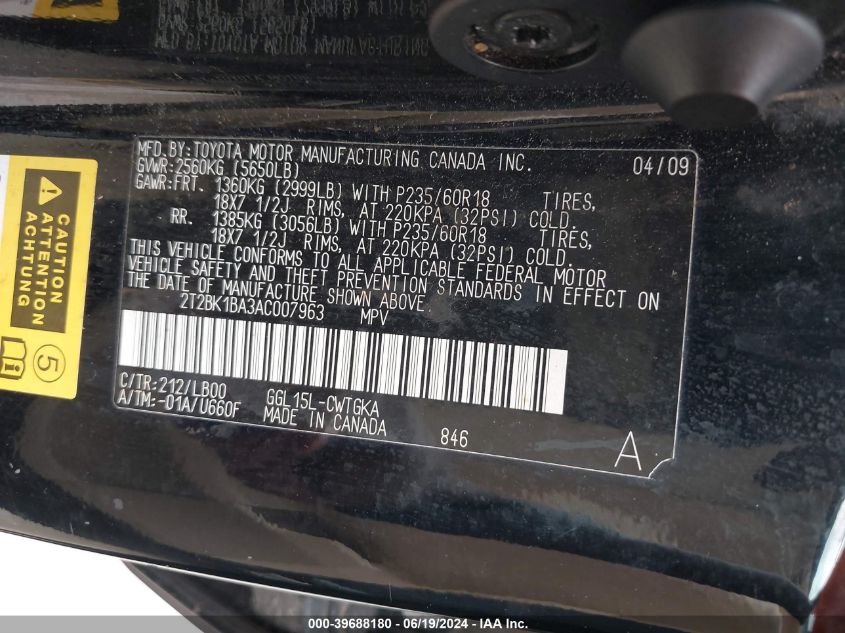 MFD.BY:TOYOTA MOTOR MANUFACTURING CANADA INC. 04/09
GVWR:2560KG (5650LB)
GAWR:FRT. 1360KG (2999LB) WITH P235/60R18 TIRES,
18X7 1/2J RIMS, AT 220KPA (32PSI) COLD.
RR. 1385KG (3056LB) WITH P235/60R18 TIRES,
18X7 1/2J RIMS, AT 220KPA (32PSI) COLD.
THIS VEHICLE CONFORMS TO ALL APPLICABLE FEDERAL MOTOR
VEHICLE SAFETY AND THEFT PREVENTION STANDARDS IN EFFECT ON
THE DATE OF MANUFACTURE SHOWN ABOVE.
2T2BK1BA3AC007963 MPV
C/TR:212/LB00 GGL15L-CWTGKA
A/TM:-01A/U660F MADE IN CANADA 846
A
CAUTION
ACHTUNG
5
000-39688180 - 06/19/2024 - IAAI.com